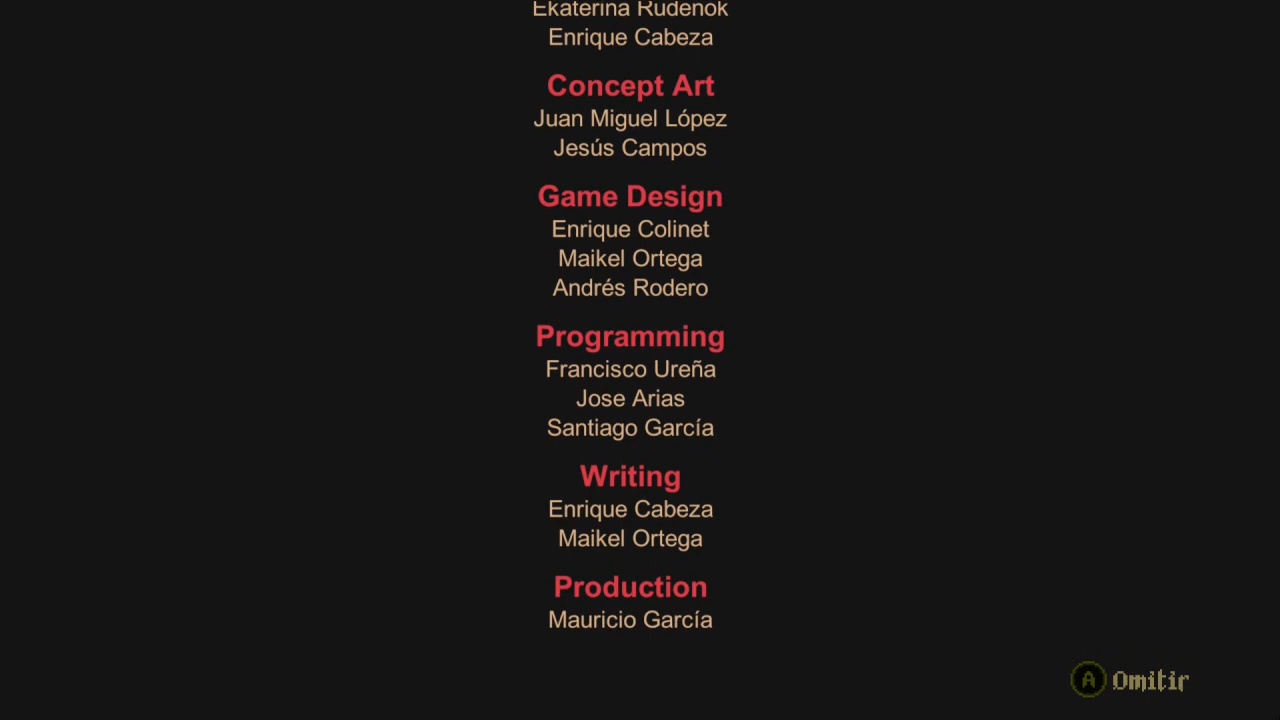 Ekaterina Rudenok
Enrique Cabeza
Concept Art
Juan Miguel López
Jesús Campos
Game Design
Enrique Colinet
Maikel Ortega
Andrés Rodero
Programming
Francisco Ureña
Jose Arias
Santiago García
Writing
Enrique Cabeza
Maikel Ortega
Production
Mauricio García
A Omitir